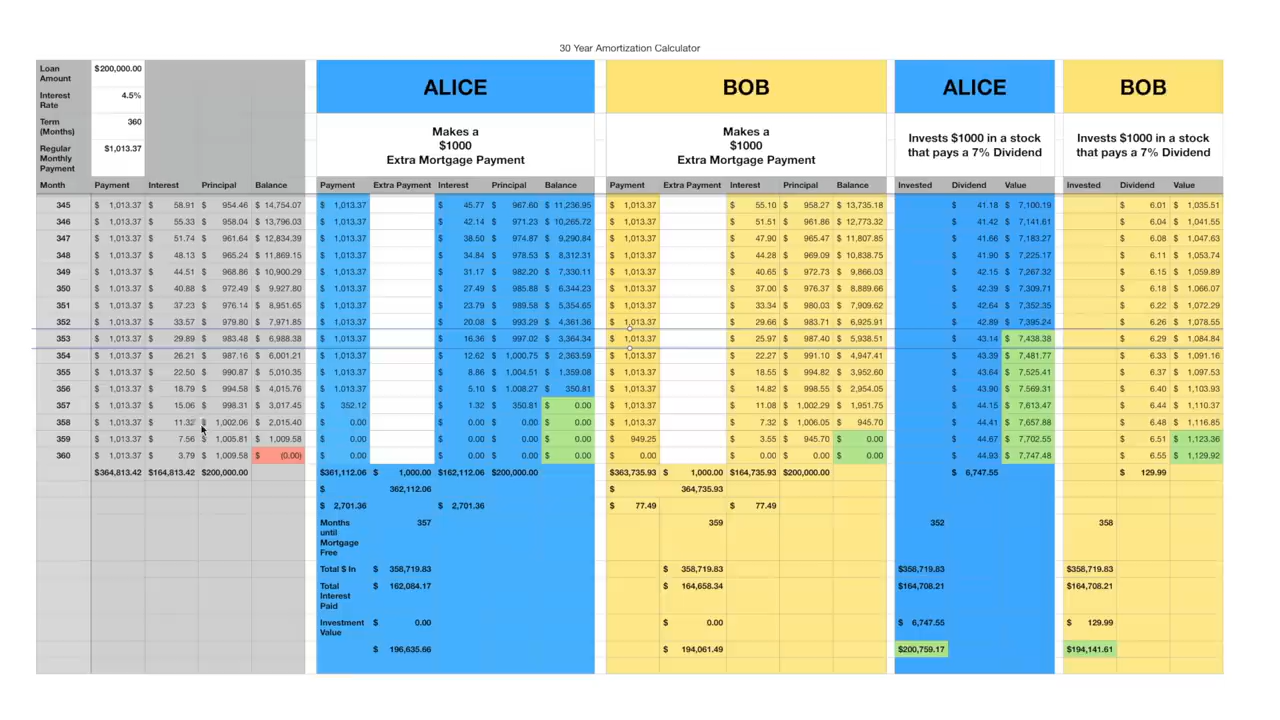 30 Year Amortization Calculator
Loan Amount $200,000.00
Interest Rate 4.5%
Term (Months) 360
Regular Monthly Payment $1,013.37
ALICE BOB ALICE BOB
Makes a $1000 Extra Mortgage Payment
Makes a $1000 Extra Mortgage Payment
Invests $1000 in a stock that pays a 7% Dividend
Invests $1000 in a stock that pays a 7% Dividend
Month Payment Interest Principal Balance Payment Extra Payment Interest Principal Balance Payment Extra Payment Interest Principal Balance Invested Dividend Value Invested Dividend Value
345 $ 1,013.37 $ 58.91 $ 954.46 $ 14,754.07 $ 1,013.37 $ 45.77 $ 967.60 $ 11,236.95 $ 1,013.37 $ 55.10 $ 958.27 $ 13,735.18 $ 41.18 $ 7,100.19 $ 6.01 $ 1,035.51
346 $ 1,013.37 $ 55.33 $ 958.04 $ 13,796.03 $ 1,013.37 $ 42.14 $ 971.23 $ 10,265.72 $ 1,013.37 $ 51.51 $ 961.86 $ 12,773.32 $ 41.42 $ 7,141.61 $ 6.04 $ 1,041.55
347 $ 1,013.37 $ 51.74 $ 961.64 $ 12,834.39 $ 1,013.37 $ 38.50 $ 974.87 $ 9,290.84 $ 1,013.37 $ 47.90 $ 965.47 $ 11,807.85 $ 41.66 $ 7,183.27 $ 6.08 $ 1,047.63
348 $ 1,013.37 $ 48.13 $ 965.24 $ 11,869.15 $ 1,013.37 $ 34.84 $ 978.53 $ 8,312.31 $ 1,013.37 $ 44.28 $ 969.09 $ 10,838.75 $ 41.90 $ 7,225.17 $ 6.11 $ 1,053.74
349 $ 1,013.37 $ 44.51 $ 968.86 $ 10,900.29 $ 1,013.37 $ 31.17 $ 982.20 $ 7,330.11 $ 1,013.37 $ 40.65 $ 972.73 $ 9,866.03 $ 42.15 $ 7,267.32 $ 6.15 $ 1,059.89
350 $ 1,013.37 $ 40.88 $ 972.49 $ 9,927.80 $ 1,013.37 $ 27.49 $ 985.88 $ 6,344.23 $ 1,013.37 $ 37.00 $ 976.37 $ 8,889.66 $ 42.39 $ 7,309.71 $ 6.18 $ 1,066.07
351 $ 1,013.37 $ 37.23 $ 976.14 $ 8,951.65 $ 1,013.37 $ 23.79 $ 989.58 $ 5,354.65 $ 1,013.37 $ 33.34 $ 980.03 $ 7,909.62 $ 42.64 $ 7,352.35 $ 6.22 $ 1,072.29
352 $ 1,013.37 $ 33.57 $ 979.80 $ 7,971.85 $ 1,013.37 $ 20.08 $ 993.29 $ 4,361.36 $ 1,013.37 $ 29.66 $ 983.71 $ 6,925.91 $ 42.89 $ 7,395.24 $ 6.26 $ 1,078.55
353 $ 1,013.37 $ 29.89 $ 983.48 $ 6,988.38 $ 1,013.37 $ 16.36 $ 997.02 $ 3,364.34 $ 1,013.37 $ 25.97 $ 987.40 $ 5,938.51 $ 43.14 $ 7,438.38 $ 6.29 $ 1,084.84
354 $ 1,013.37 $ 26.21 $ 987.16 $ 6,001.21 $ 1,013.37 $ 12.62 $ 1,000.75 $ 2,363.59 $ 1,013.37 $ 22.27 $ 991.10 $ 4,947.41 $ 43.39 $ 7,481.77 $ 6.33 $ 1,091.16
355 $ 1,013.37 $ 22.50 $ 990.87 $ 5,010.35 $ 1,013.37 $ 8.86 $ 1,004.51 $ 1,359.08 $ 1,013.37 $ 18.55 $ 994.82 $ 3,952.60 $ 43.64 $ 7,525.41 $ 6.37 $ 1,097.53
356 $ 1,013.37 $ 18.79 $ 994.58 $ 4,015.76 $ 1,013.37 $ 5.10 $ 1,008.27 $ 350.81 $ 1,013.37 $ 14.82 $ 998.55 $ 2,954.05 $ 43.90 $ 7,569.31 $ 6.40 $ 1,103.93
357 $ 1,013.37 $ 15.06 $ 998.31 $ 3,017.45 $ 352.12 $ 1.32 $ 350.81 $ 0.00 $ 1,013.37 $ 11.08 $ 1,002.29 $ 1,951.75 $ 44.15 $ 7,613.47 $ 6.44 $ 1,110.37
358 $ 1,013.37 $ 11.32 $ 1,002.06 $ 2,015.40 $ 0.00 $ 0.00 $ 0.00 $ 0.00 $ 1,013.37 $ 7.32 $ 1,006.05 $ 945.70 $ 44.41 $ 7,657.88 $ 6.48 $ 1,116.85
359 $ 1,013.37 $ 7.56 $ 1,005.81 $ 1,009.58 $ 0.00 $ 0.00 $ 0.00 $ 0.00 $ 949.25 $ 3.55 $ 945.70 $ 0.00 $ 44.67 $ 7,702.55 $ 6.51 $ 1,123.36
360 $ 1,013.37 $ 3.79 $ 1,009.58 $ (0.00) $ 0.00 $ 0.00 $ 0.00 $ 0.00 $ 0.00 $ 0.00 $ 0.00 $ 0.00 $ 44.93 $ 7,747.48 $ 6.55 $ 1,129.92
$364,813.42 $164,813.42 $200,000.00 $361,112.06 $ 1,000.00 $162,112.06 $200,000.00 $363,735.93 $ 1,000.00 $164,735.93 $200,000.00 $ 6,747.55 $ 129.99
$ 362,112.06 $ 364,735.93
$ 2,701.36 $ 2,701.36 $ 77.49 $ 77.49
Months until Mortgage Free 357 359 352 358
Total $ In $ 358,719.83 $ 358,719.83 $358,719.83 $358,719.83
Total Interest Paid $ 162,084.17 $ 164,658.34 $164,708.21 $164,708.21
Investment Value $ 0.00 $ 0.00 $ 6,747.55 $ 129.99
$ 196,635.66 $ 194,061.49 $200,759.17 $194,141.61